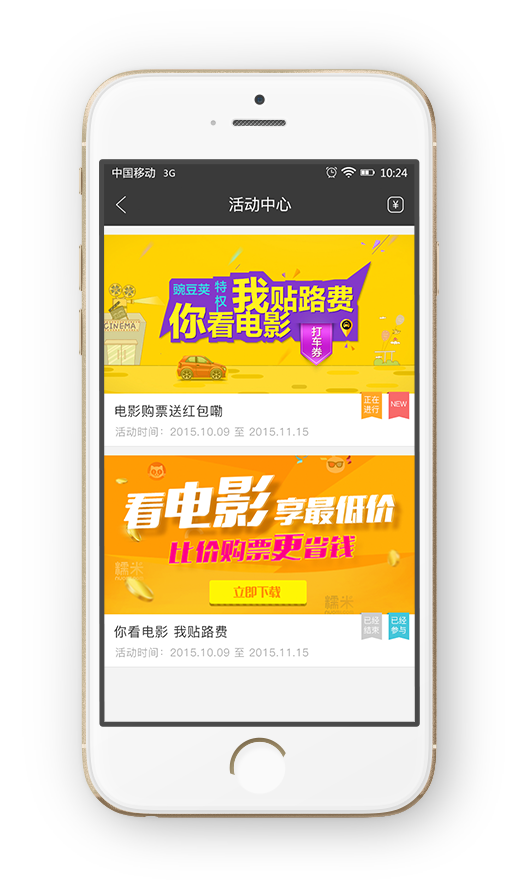 中国移动 3G 10:24
活动中心
¥
豌豆荚 特权 我贴路费
你看电影
打车券
CINEMA
电影购票送红包嘞
正在进行
NEW
活动时间：2015.10.09 至 2015.11.15
看电影 享最低价
比价购票更省钱
糯米
立即下载
糯米
你看电影 我贴路费
已经结束
已经参与
活动时间：2015.10.09 至 2015.11.15